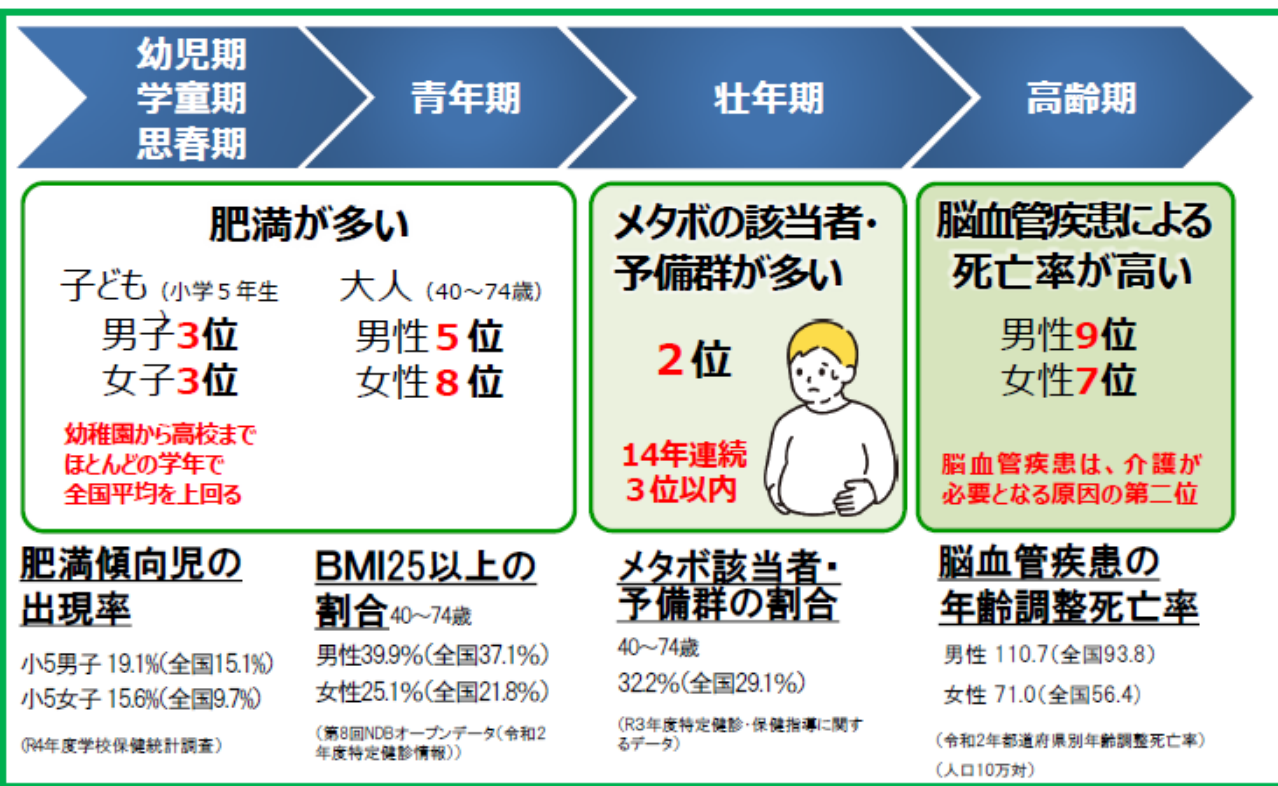 幼児期
学童期
思春期
青年期
壮年期
高齢期
肥満が多い
子ども（小学５年生
）
男子3位
女子3位
幼稚園から高校まで
ほとんどの学年で
全国平均を上回る
大人（40～74歳）
男性５位
女性８位
メタボの該当者・
予備群が多い
２位
14年連続
３位以内
脳血管疾患による
死亡率が高い
男性9位
女性7位
脳血管疾患は、介護が
必要となる原因の第二位
肥満傾向児の
出現率
小5男子 19.1%(全国15.1%)
小5女子 15.6%(全国9.7%)
(R4年度学校保健統計調査)
BMI25以上の
割合40～74歳
男性39.9%(全国37.1%)
女性25.1%(全国21.8%)
(第8回NDBオープンデータ(令和2
年度特定健診情報))
メタボ該当者・
予備群の割合
40～74歳
32.2%(全国29.1%)
(R3年度特定健診・保健指導に関す
るデータ)
脳血管疾患の
年齢調整死亡率
男性 110.7(全国93.8)
女性 71.0(全国56.4)
(令和2年都道府県別年齢調整死亡率)
(人口10万対)